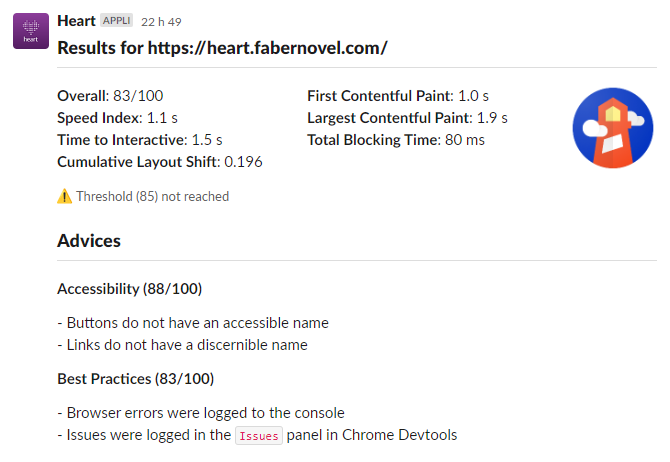 Heart APPLI 22 h 49
heart
Results for https://heart.fabernovel.com/
Overall: 83/100
Speed Index: 1.1 s
Time to Interactive: 1.5 s
Cumulative Layout Shift: 0.196
First Contentful Paint: 1.0 s
Largest Contentful Paint: 1.9 s
Total Blocking Time: 80 ms
Threshold (85) not reached
Advices
Accessibility (88/100)
- Buttons do not have an accessible name
- Links do not have a discernible name
Best Practices (83/100)
- Browser errors were logged to the console
- Issues were logged in the Issues panel in Chrome Devtools